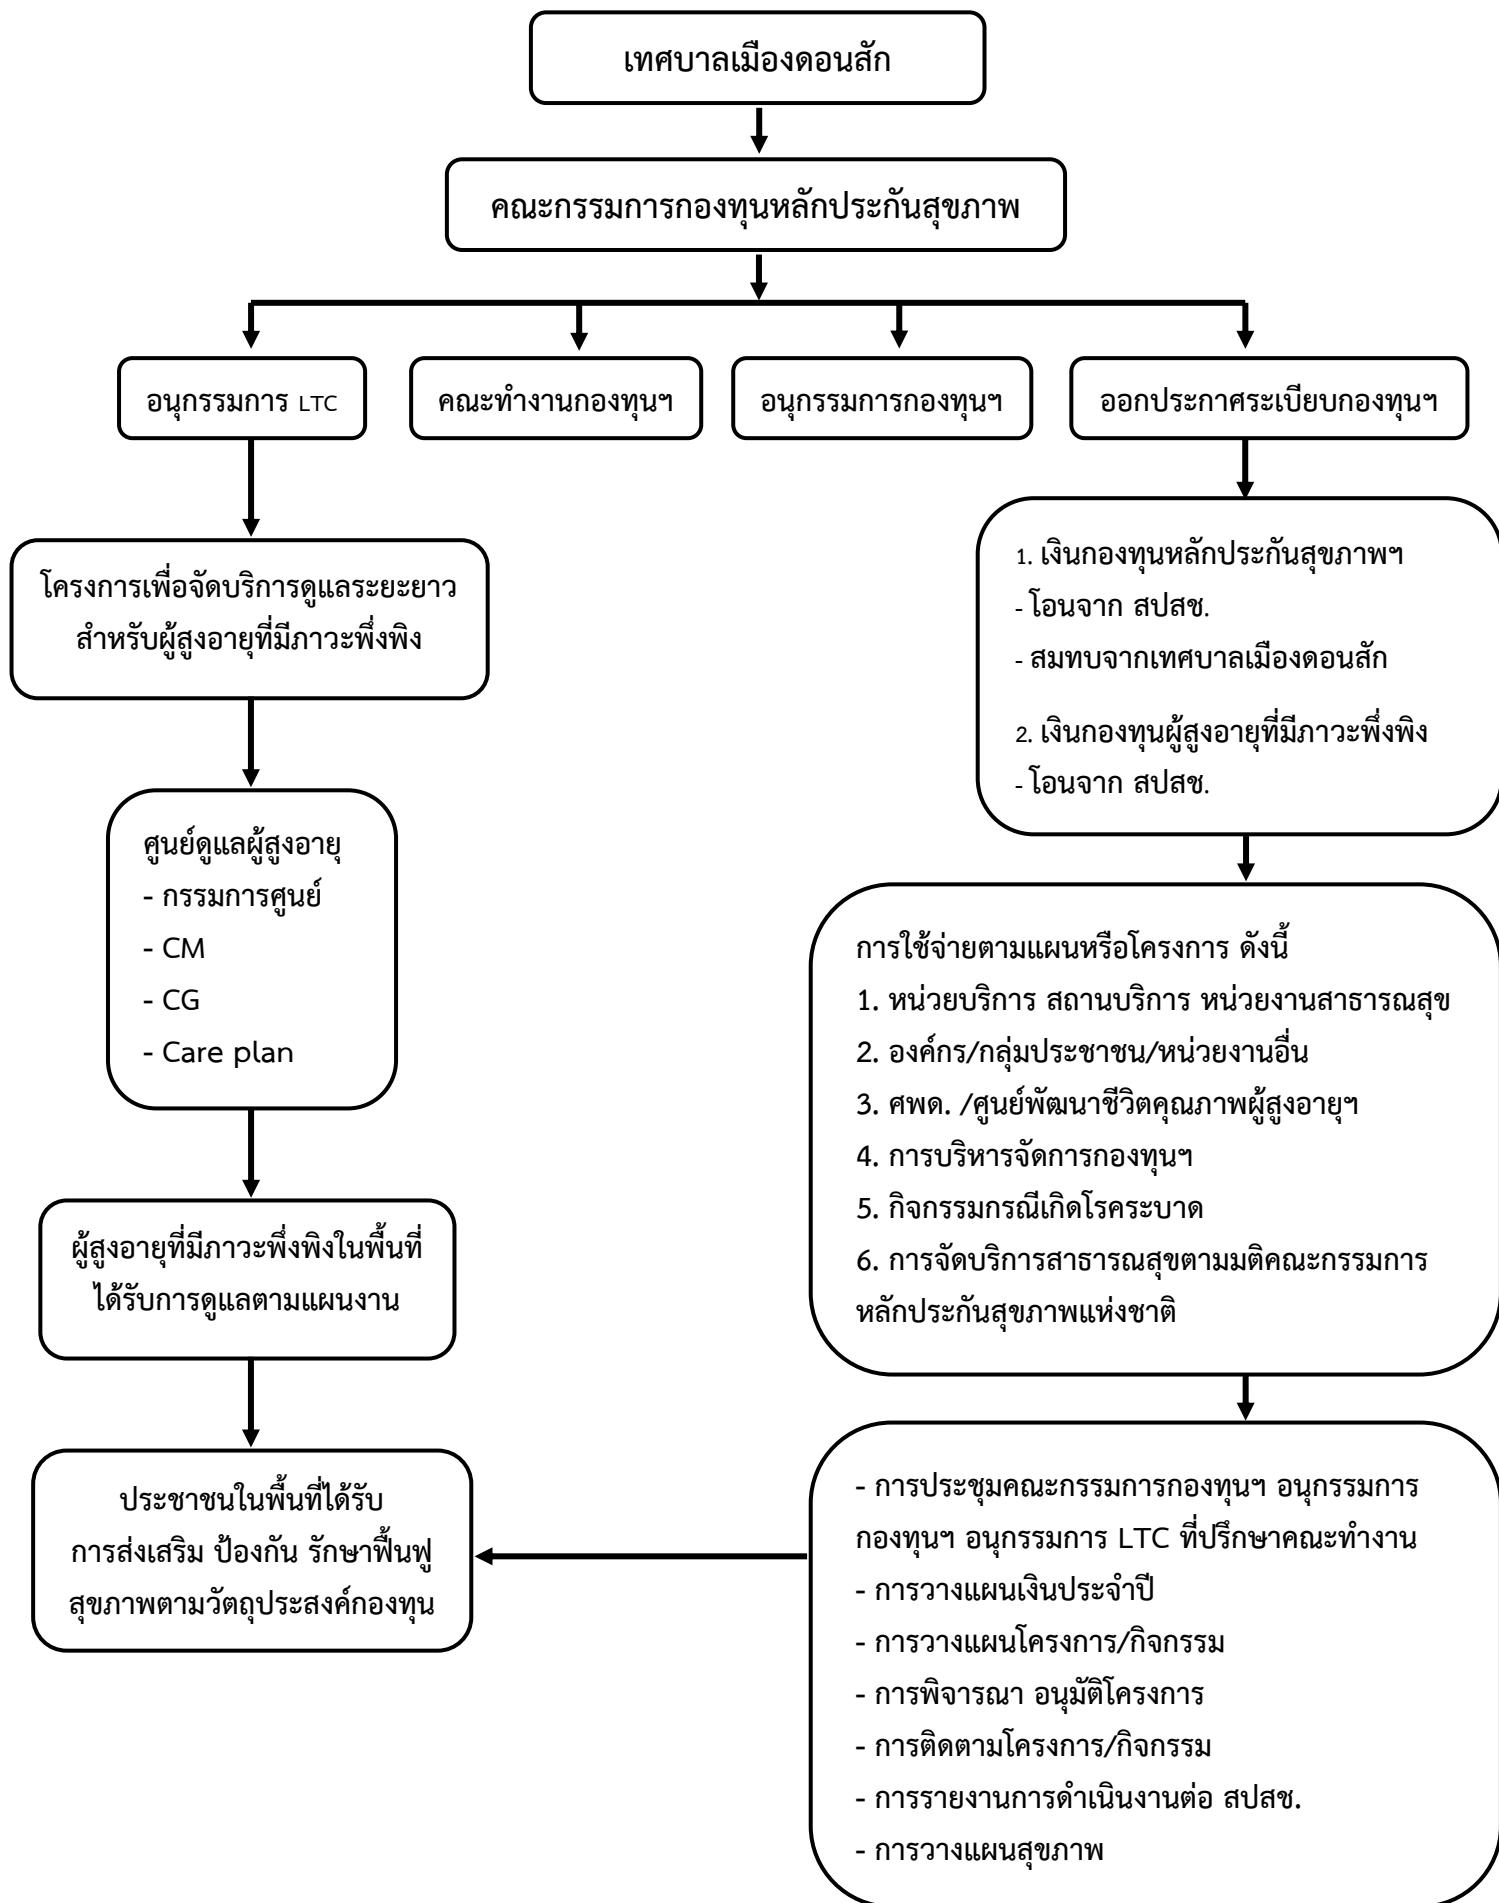 เทศบาลเมืองดอนสัก
คณะกรรมการกองทุนหลักประกันสุขภาพ
อนุกรรมการ LTC
คณะทำงานกองทุนฯ
อนุกรรมการกองทุนฯ
ออกประกาศระเบียบกองทุนฯ
โครงการเพื่อจัดบริการดูแลระยะยาว
สำหรับผู้สูงอายุที่มีภาวะพึ่งพิง
ศูนย์ดูแลผู้สูงอายุ
- กรรมการศูนย์
- CM
- CG
- Care plan
ผู้สูงอายุที่มีภาวะพึ่งพิงในพื้นที่
ได้รับการดูแลตามแผนงาน
1. เงินกองทุนหลักประกันสุขภาพฯ
- โอนจาก สปสช.
- สมทบจากเทศบาลเมืองดอนสัก
2. เงินกองทุนผู้สูงอายุที่มีภาวะพึ่งพิง
- โอนจาก สปสช.
การใช้จ่ายตามแผนหรือโครงการ ดังนี้
1. หน่วยบริการ สถานบริการ หน่วยงานสาธารณสุข
2. องค์กร/กลุ่มประชาชน/หน่วยงานอื่น
3. ศพด. /ศูนย์พัฒนาชีวิตคุณภาพผู้สูงอายุฯ
4. การบริหารจัดการกองทุนฯ
5. กิจกรรมกรณีเกิดโรคระบาด
6. การจัดบริการสาธารณสุขตามมติคณะกรรมการ
หลักประกันสุขภาพแห่งชาติ
- การประชุมคณะกรรมการกองทุนฯ อนุกรรมการ
กองทุนฯ อนุกรรมการ LTC ที่ปรึกษาคณะทำงาน
- การวางแผนเงินประจำปี
- การวางแผนโครงการ/กิจกรรม
- การพิจารณา อนุมัติโครงการ
- การติดตามโครงการ/กิจกรรม
- การรายงานการดำเนินงานต่อ สปสช.
- การวางแผนสุขภาพ
ประชาชนในพื้นที่ได้รับ
การส่งเสริม ป้องกัน รักษาฟื้นฟู
สุขภาพตามวัตถุประสงค์กองทุน